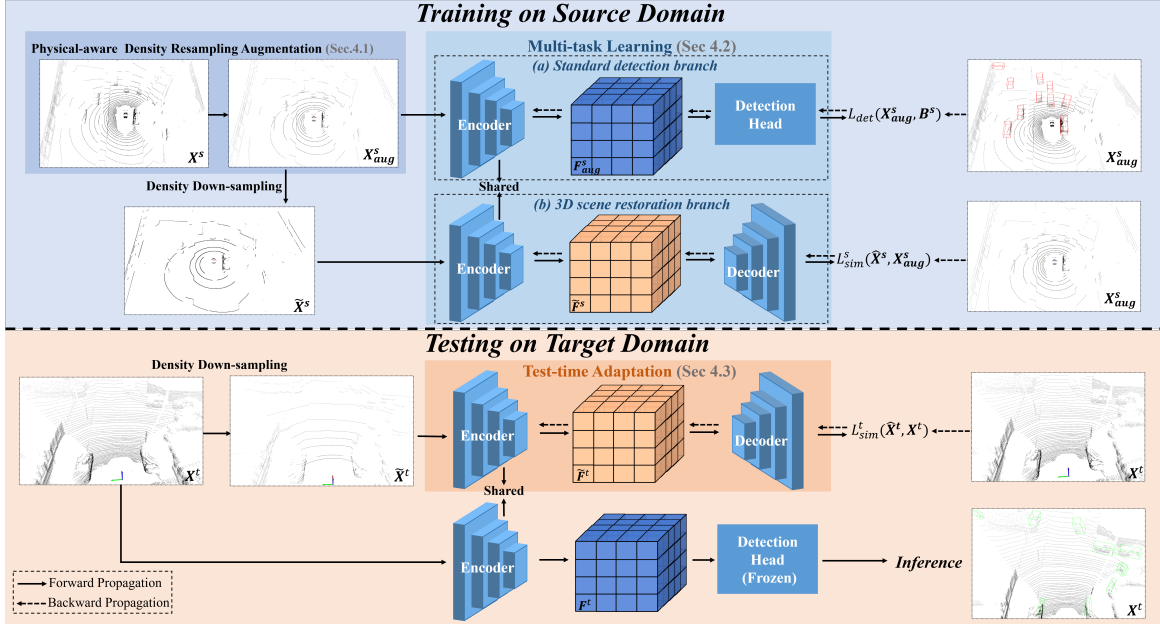 Training on Source Domain
Physical-aware Density Resampling Augmentation (Sec.4.1)
X^s
X^s_aug
Density Down-sampling
X̃^s
Multi-task Learning (Sec 4.2)
(a) Standard detection branch
Encoder
F^s_aug
Detection
Head
L_det(X^s_aug, B^s)
X^s_aug
Shared
(b) 3D scene restoration branch
Encoder
F̃^s
Decoder
L^s_sim(X̂^s, X^s_aug)
X^s_aug
Testing on Target Domain
Density Down-sampling
X^t
X̃^t
Test-time Adaptation (Sec 4.3)
Encoder
F̃^t
Decoder
L^t_sim(X̂^t, X^t)
X^t
Shared
Encoder
F^t
Detection
Head
(Frozen)
Inference
X^t
Forward Propagation
Backward Propagation